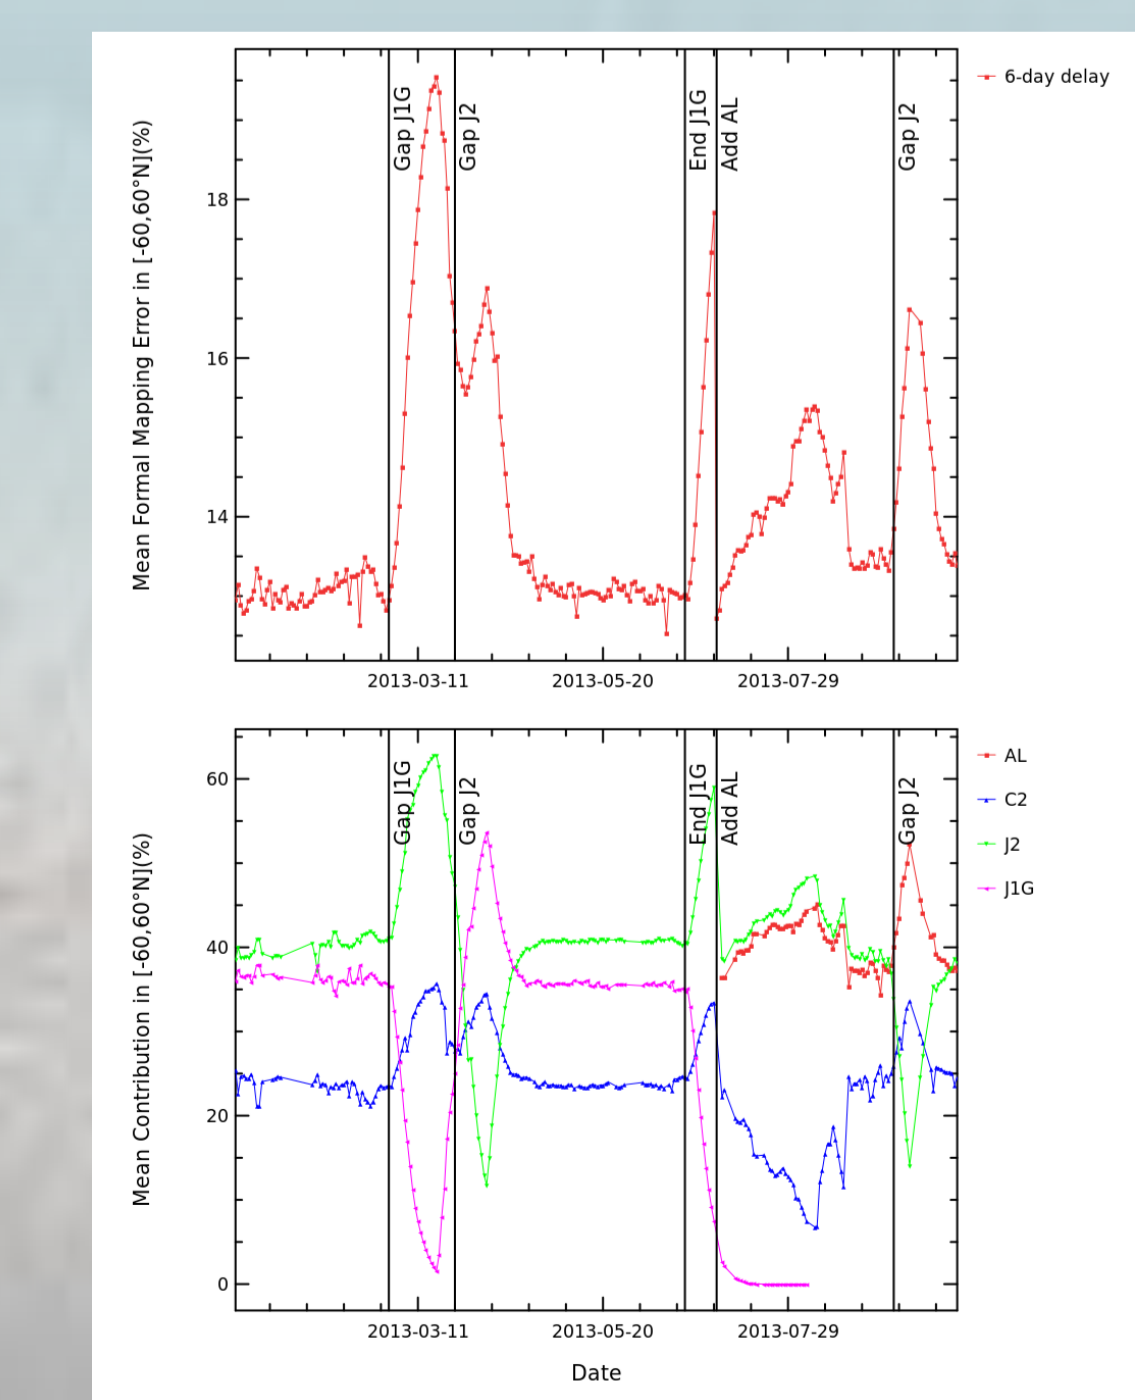 6-day delay
Mean Formal Mapping Error in [-60,60°N](%)
Gap J1G
Gap J2
End J1G
Add AL
Gap J2
18
16
14
2013-03-11
2013-05-20
2013-07-29
Mean Contribution in [-60,60°N](%)
Gap J1G
Gap J2
End J1G
Add AL
Gap J2
AL
C2
J2
J1G
60
40
20
0
2013-03-11
2013-05-20
2013-07-29
Date